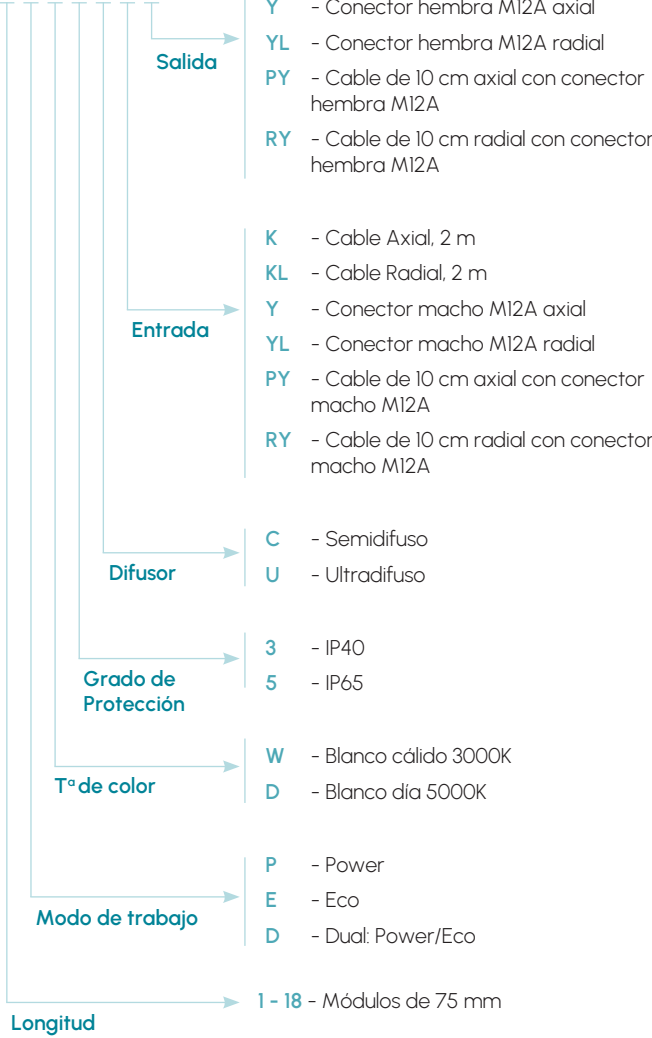 Y - Conector hembra M12A axial
Salida
YL - Conector hembra M12A radial
PY - Cable de 10 cm axial con conector
hembra M12A
RY - Cable de 10 cm radial con conector
hembra M12A
Entrada
K - Cable Axial, 2 m
KL - Cable Radial, 2 m
Y - Conector macho M12A axial
YL - Conector macho M12A radial
PY - Cable de 10 cm axial con conector
macho M12A
RY - Cable de 10 cm radial con conector
macho M12A
Difusor
C - Semidifuso
U - Ultradifuso
Grado de
Protección
3 - IP40
5 - IP65
Tª de color
W - Blanco cálido 3000K
D - Blanco día 5000K
Modo de trabajo
P - Power
E - Eco
D - Dual: Power/Eco
Longitud
1 - 18 - Módulos de 75 mm